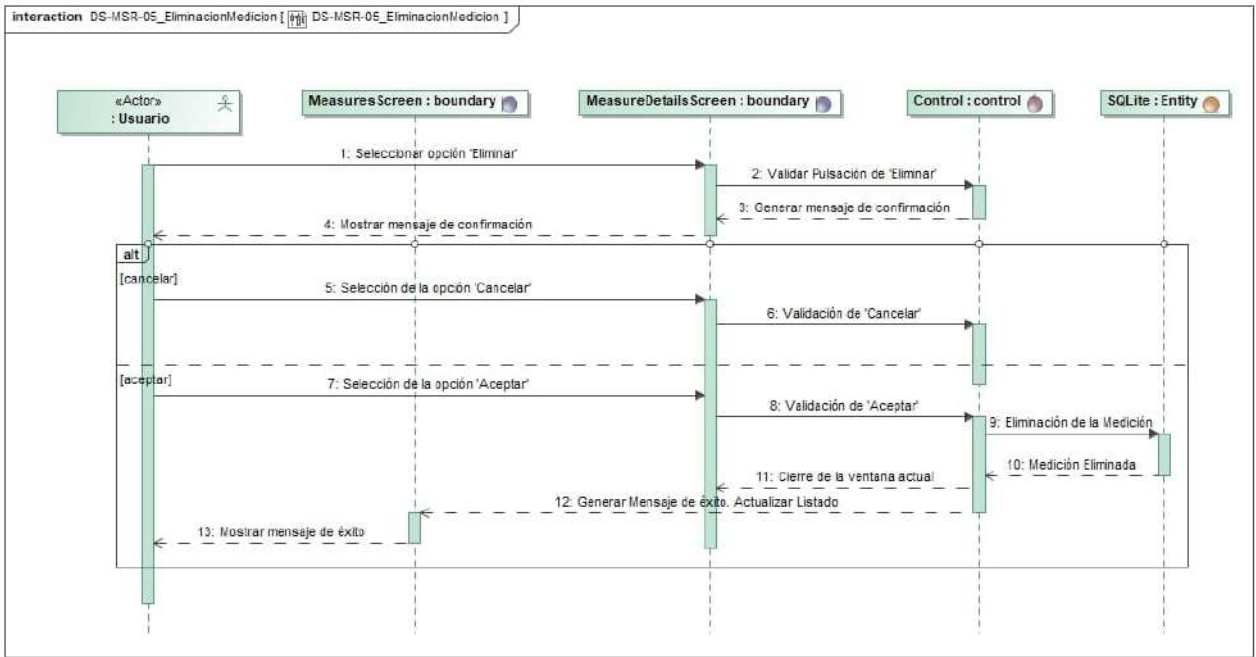 interaction DS-MSR-05_EliminacionMedicion [ DS-MSR-05_EliminacionMedicion ]
«Actor»
: Usuario
MeasuresScreen : boundary
MeasureDetailsScreen : boundary
Control : control
SQLite : Entity
1: Seleccionar opción 'Eliminar'
2: Validar Pulsación de 'Eliminar'
3: Generar mensaje de confirmación
4: Mostrar mensaje de confirmación
alt
[cancelar]
5: Selección de la opción 'Cancelar'
6: Validación de 'Cancelar'
[aceptar]
7: Selección de la opción 'Aceptar'
8: Validación de 'Aceptar'
9: Eliminación de la Medición
10: Medición Eliminada
11: Cierre de la ventana actual
12: Generar Mensaje de éxito. Actualizar Listado
13: Mostrar mensaje de éxito